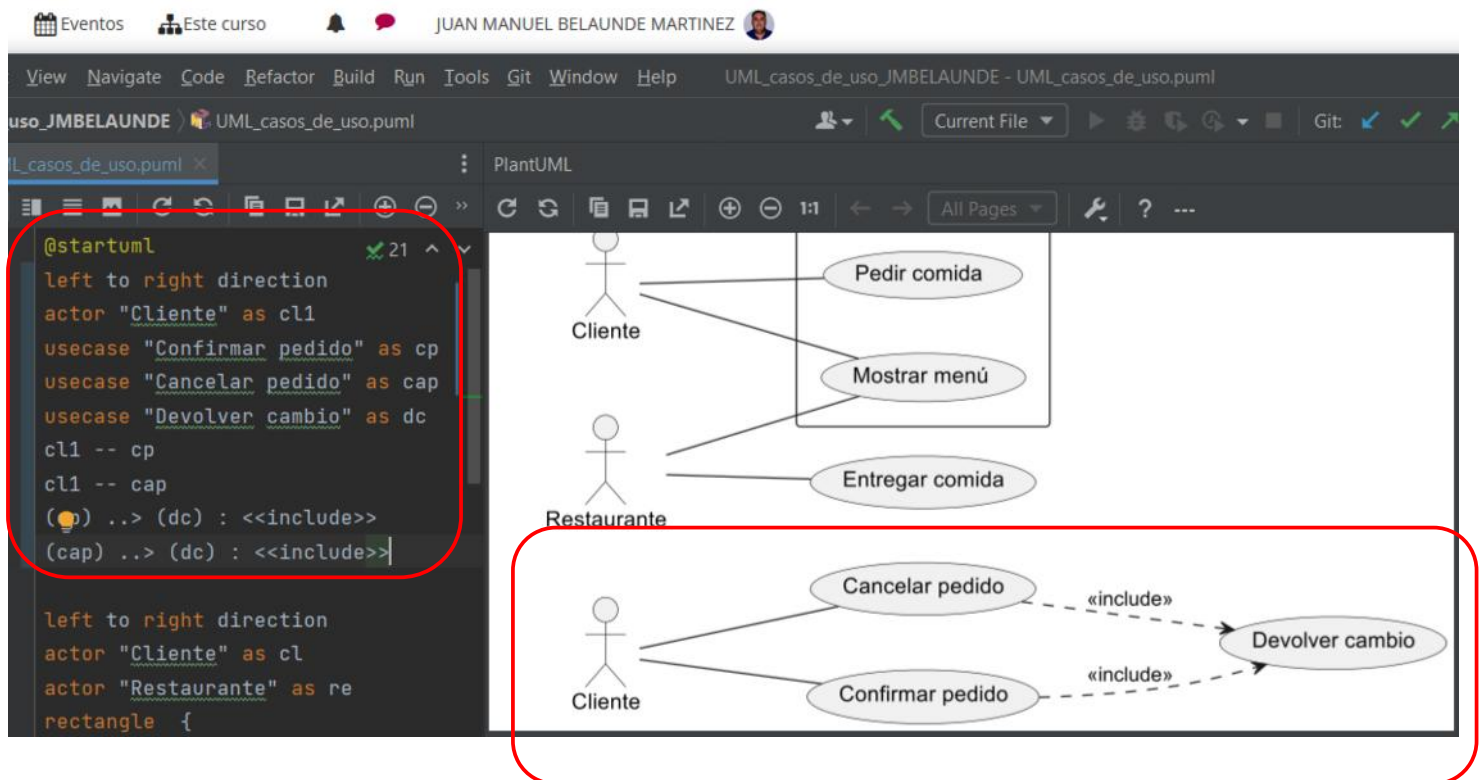 Eventos Este curso JUAN MANUEL BELAUNDE MARTINEZ
View Navigate Code Refactor Build Run Tools Git Window Help UML_casos_de_uso_JMBELAUNDE - UML_casos_de_uso.puml
uso_JMBELAUNDE UML_casos_de_uso.puml Current File Git:
L_casos_de_uso.puml PlantUML
1:1 All Pages ?
@startuml 21
left to right direction
actor "Cliente" as cl1
usecase "Confirmar pedido" as cp
usecase "Cancelar pedido" as cap
usecase "Devolver cambio" as dc
cl1 -- cp
cl1 -- cap
( p) ..> (dc) : <<include>>
(cap) ..> (dc) : <<include>>
left to right direction
actor "Cliente" as cl
actor "Restaurante" as re
rectangle {
Pedir comida
Cliente
Mostrar menú
Entregar comida
Restaurante
Cancelar pedido
«include»
Devolver cambio
«include»
Confirmar pedido
Cliente